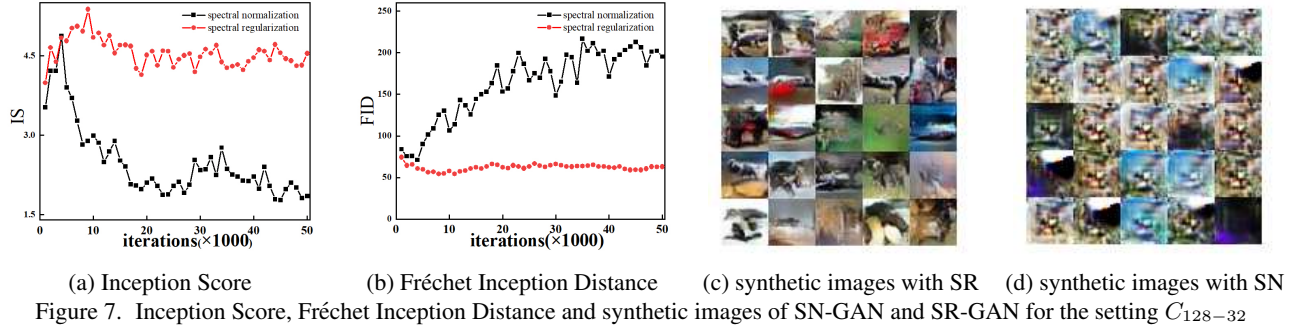 spectral normalization
spectral regularization
4.5
3.0
1.5
IS
0 10 20 30 40 50
iterations(×1000)
spectral normalization
spectral regularization
250
200
150
100
50
0
FID
0 10 20 30 40 50
iterations(×1000)
(a) Inception Score
(b) Fréchet Inception Distance
(c) synthetic images with SR
(d) synthetic images with SN
Figure 7. Inception Score, Fréchet Inception Distance and synthetic images of SN-GAN and SR-GAN for the setting C128−32